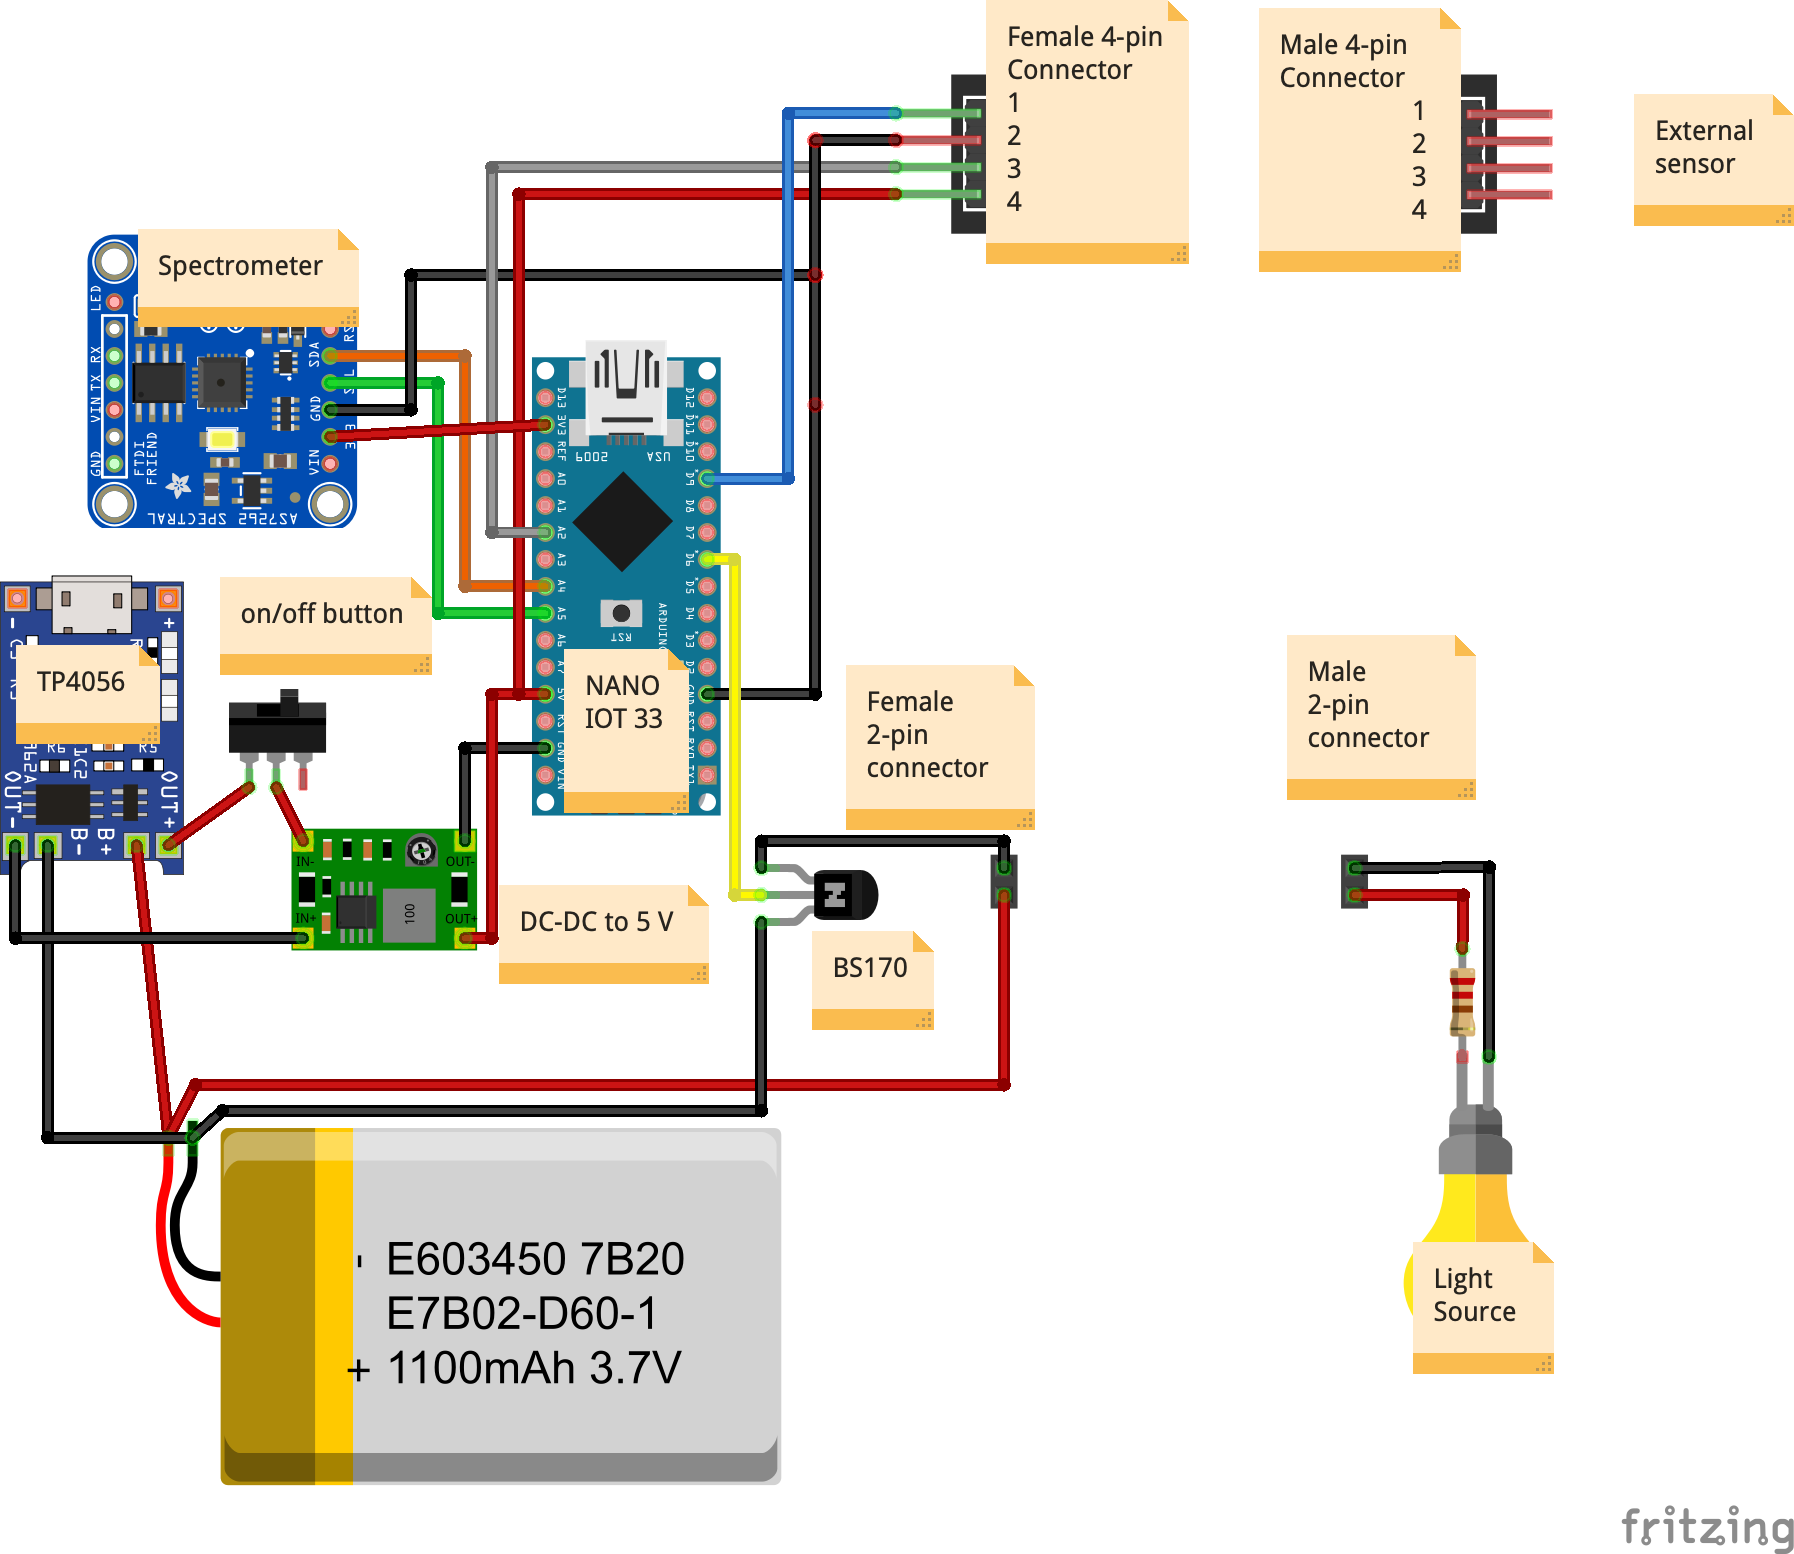 Female 4-pin
Connector
1
2
3
4
Male 4-pin
Connector
1
2
3
4
External
sensor
Spectrometer
LED
RX
TX
VIN
GND
FTDI
FRIEND
SDA
GND
VIN
AS7262 SPECTRAL
on/off button
TP4056
-
+
R5
OUT-
B-
B+
OUT+
D13
3V3
REF
A0
A1
A2
A3
A4
A5
A6
A7
5V
RST
GND
VIN
D12
D11
D10
D9
D8
D7
D6
D5
D4
D3
D2
GND
RST
RX0
TX1
USA
2009
RST
NANO
IOT 33
Female
2-pin
connector
Male
2-pin
connector
IN-
OUT-
IN+
OUT+
100
DC-DC to 5 V
BS170
- E603450 7B20
E7B02-D60-1
+ 1100mAh 3.7V
Light
Source
fritzing